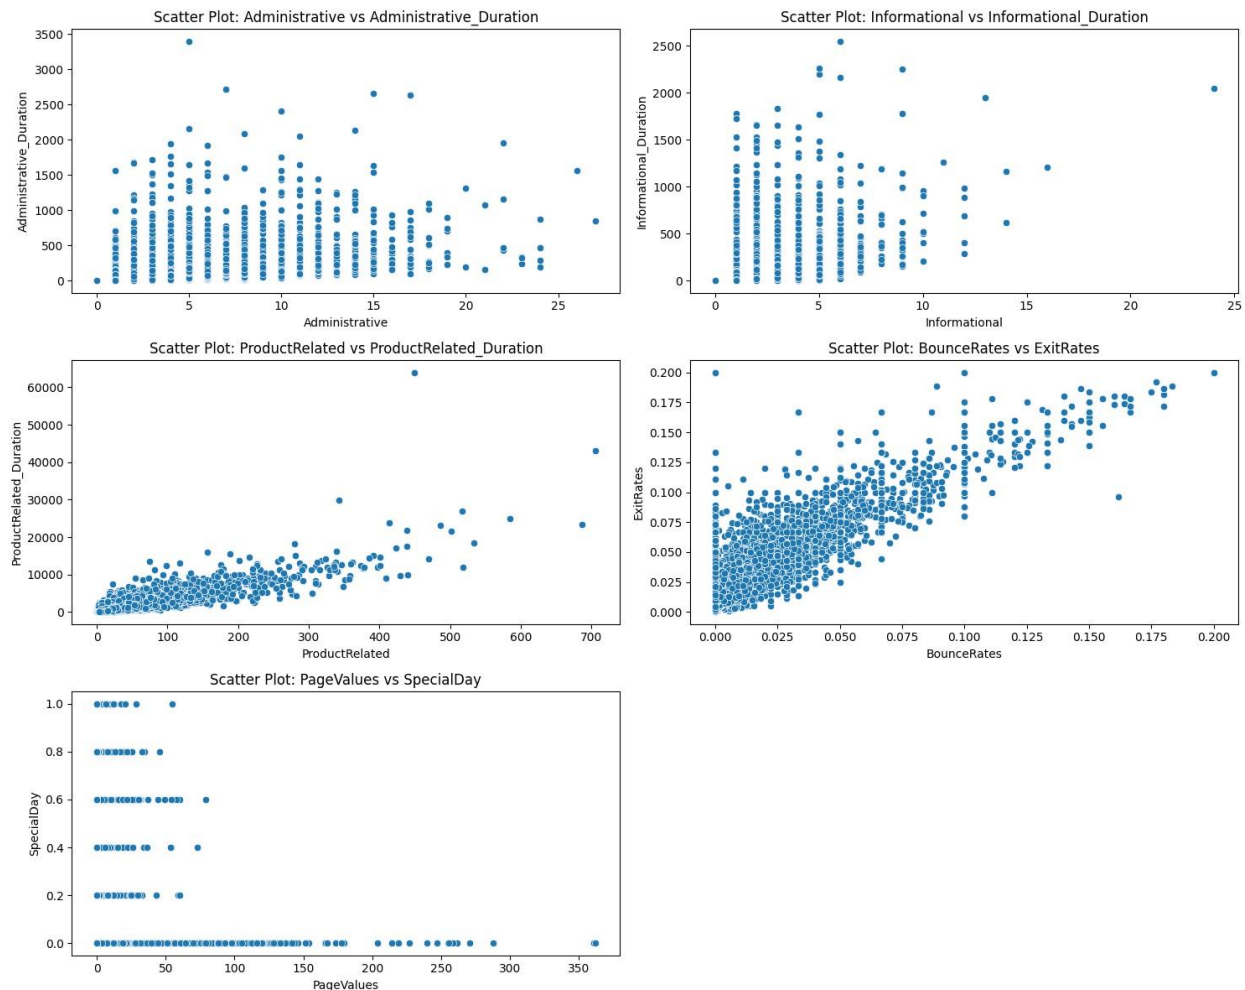 Scatter Plot: Administrative vs Administrative_Duration
3500
3000
2500
2000
1500
1000
500
0
Administrative_Duration
0 5 10 15 20 25
Administrative
Scatter Plot: Informational vs Informational_Duration
2500
2000
1500
1000
500
0
Informational_Duration
0 5 10 15 20 25
Informational
Scatter Plot: ProductRelated vs ProductRelated_Duration
60000
50000
40000
30000
20000
10000
0
ProductRelated_Duration
0 100 200 300 400 500 600 700
ProductRelated
Scatter Plot: BounceRates vs ExitRates
0.200
0.175
0.150
0.125
0.100
0.075
0.050
0.025
0.000
ExitRates
0.000 0.025 0.050 0.075 0.100 0.125 0.150 0.175 0.200
BounceRates
Scatter Plot: PageValues vs SpecialDay
1.0
0.8
0.6
0.4
0.2
0.0
SpecialDay
0 50 100 150 200 250 300 350
PageValues